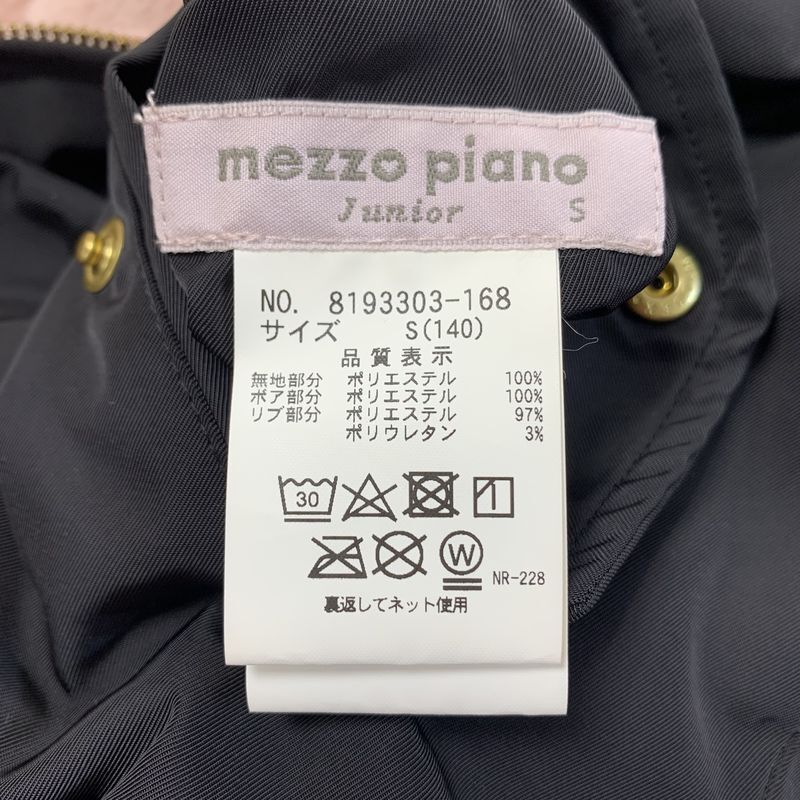 mezzo piano
Junior S
NO. 8193303-168
サイズ S(140)
品質表示
無地部分 ポリエステル 100%
ボア部分 ポリエステル 100%
リブ部分 ポリエステル 97%
ポリウレタン 3%
30
W
NR-228
裏返してネット使用